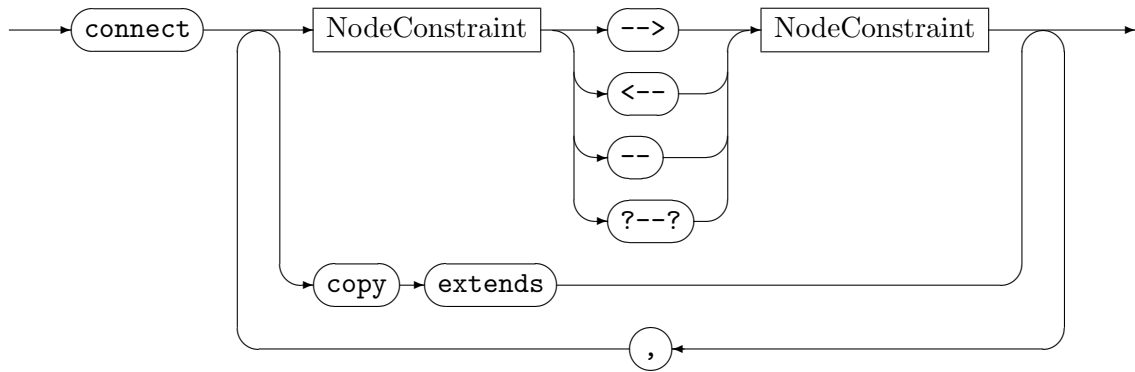 connect NodeConstraint --> NodeConstraint
<--
--
?--?
copy extends
,